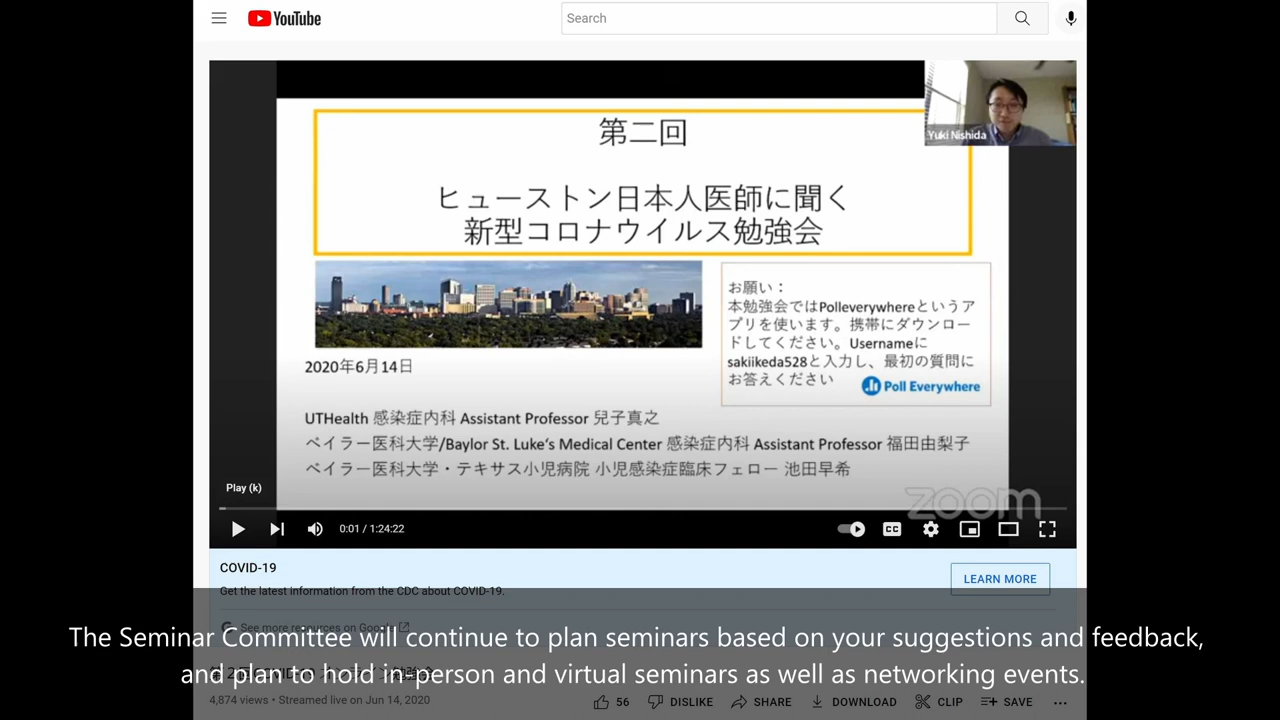 YouTube
Search
Yuki Nishida
第二回
ヒューストン日本人医師に聞く
新型コロナウイルス勉強会
お願い：
本勉強会ではPolleverywhereというア
プリを使います。携帯にダウンロー
ドしてください。Usernameに
sakiikeda528と入力し、最初の質問に
お答えください
Poll Everywhere
2020年6月14日
UTHealth 感染症内科 Assistant Professor 兒子真之
ベイラー医科大学/Baylor St. Luke's Medical Center 感染症内科 Assistant Professor 福田由梨子
ベイラー医科大学・テキサス小児病院 小児感染症臨床フェロー 池田早希
Play (k)
zoom
0:01 / 1:24:22
CC
COVID-19
Get the latest information from the CDC about COVID-19.
LEARN MORE
See more resources on Google
The Seminar Committee will continue to plan seminars based on your suggestions and feedback,
and plan to hold in person and virtual seminars as well as networking events.
4,874 views • Streamed live on Jun 14, 2020
56 DISLIKE SHARE DOWNLOAD CLIP SAVE